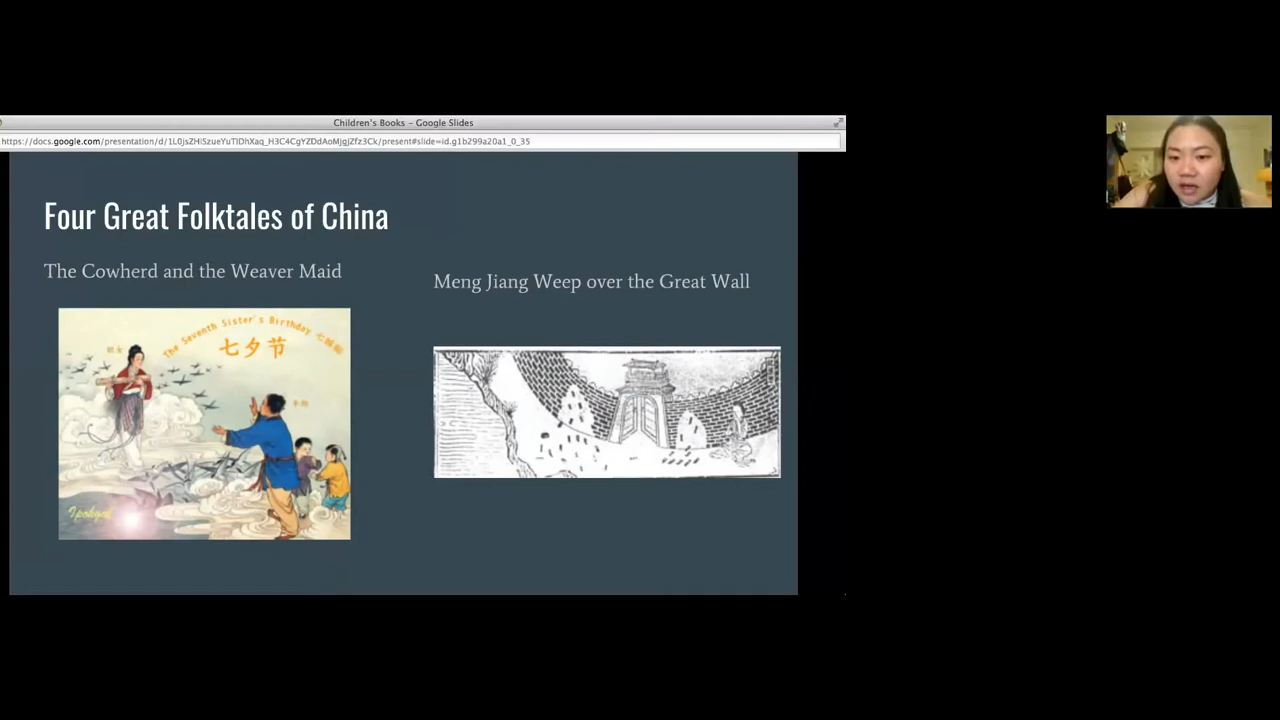 Children's Books - Google Slides
https://docs.google.com/presentation/d/1L0JsZHlSzueYuTlDhXaq_H3C4CgYZDdAoMjgJZfz3Ck/present#slide=id.g1b299a20a1_0_35
Four Great Folktales of China
The Cowherd and the Weaver Maid
Meng Jiang Weep over the Great Wall
The Seventh Sister's Birthday
七夕节